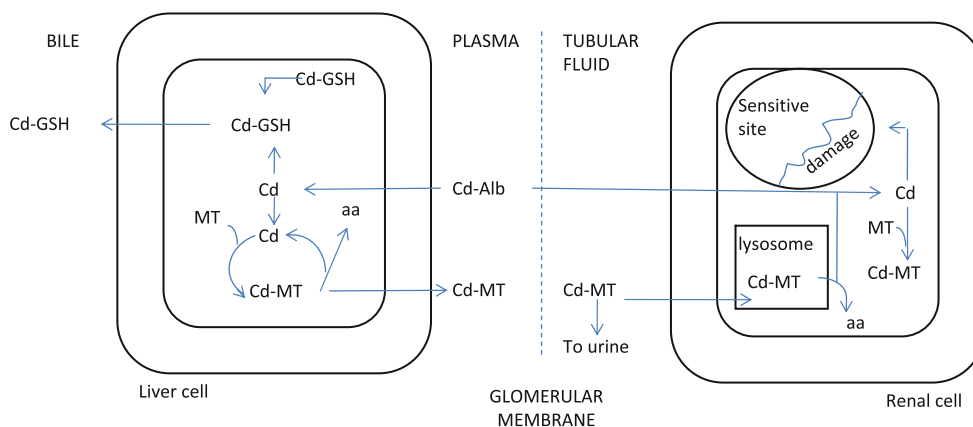 BILE
PLASMA
TUBULAR
FLUID
Cd-GSH
Cd-GSH
Cd-GSH
Cd
Cd-Alb
MT
Cd
aa
Cd-MT
Cd-MT
Cd-MT
To urine
Sensitive
site
damage
Cd
MT
Cd-MT
lysosome
Cd-MT
aa
Liver cell
GLOMERULAR
MEMBRANE
Renal cell